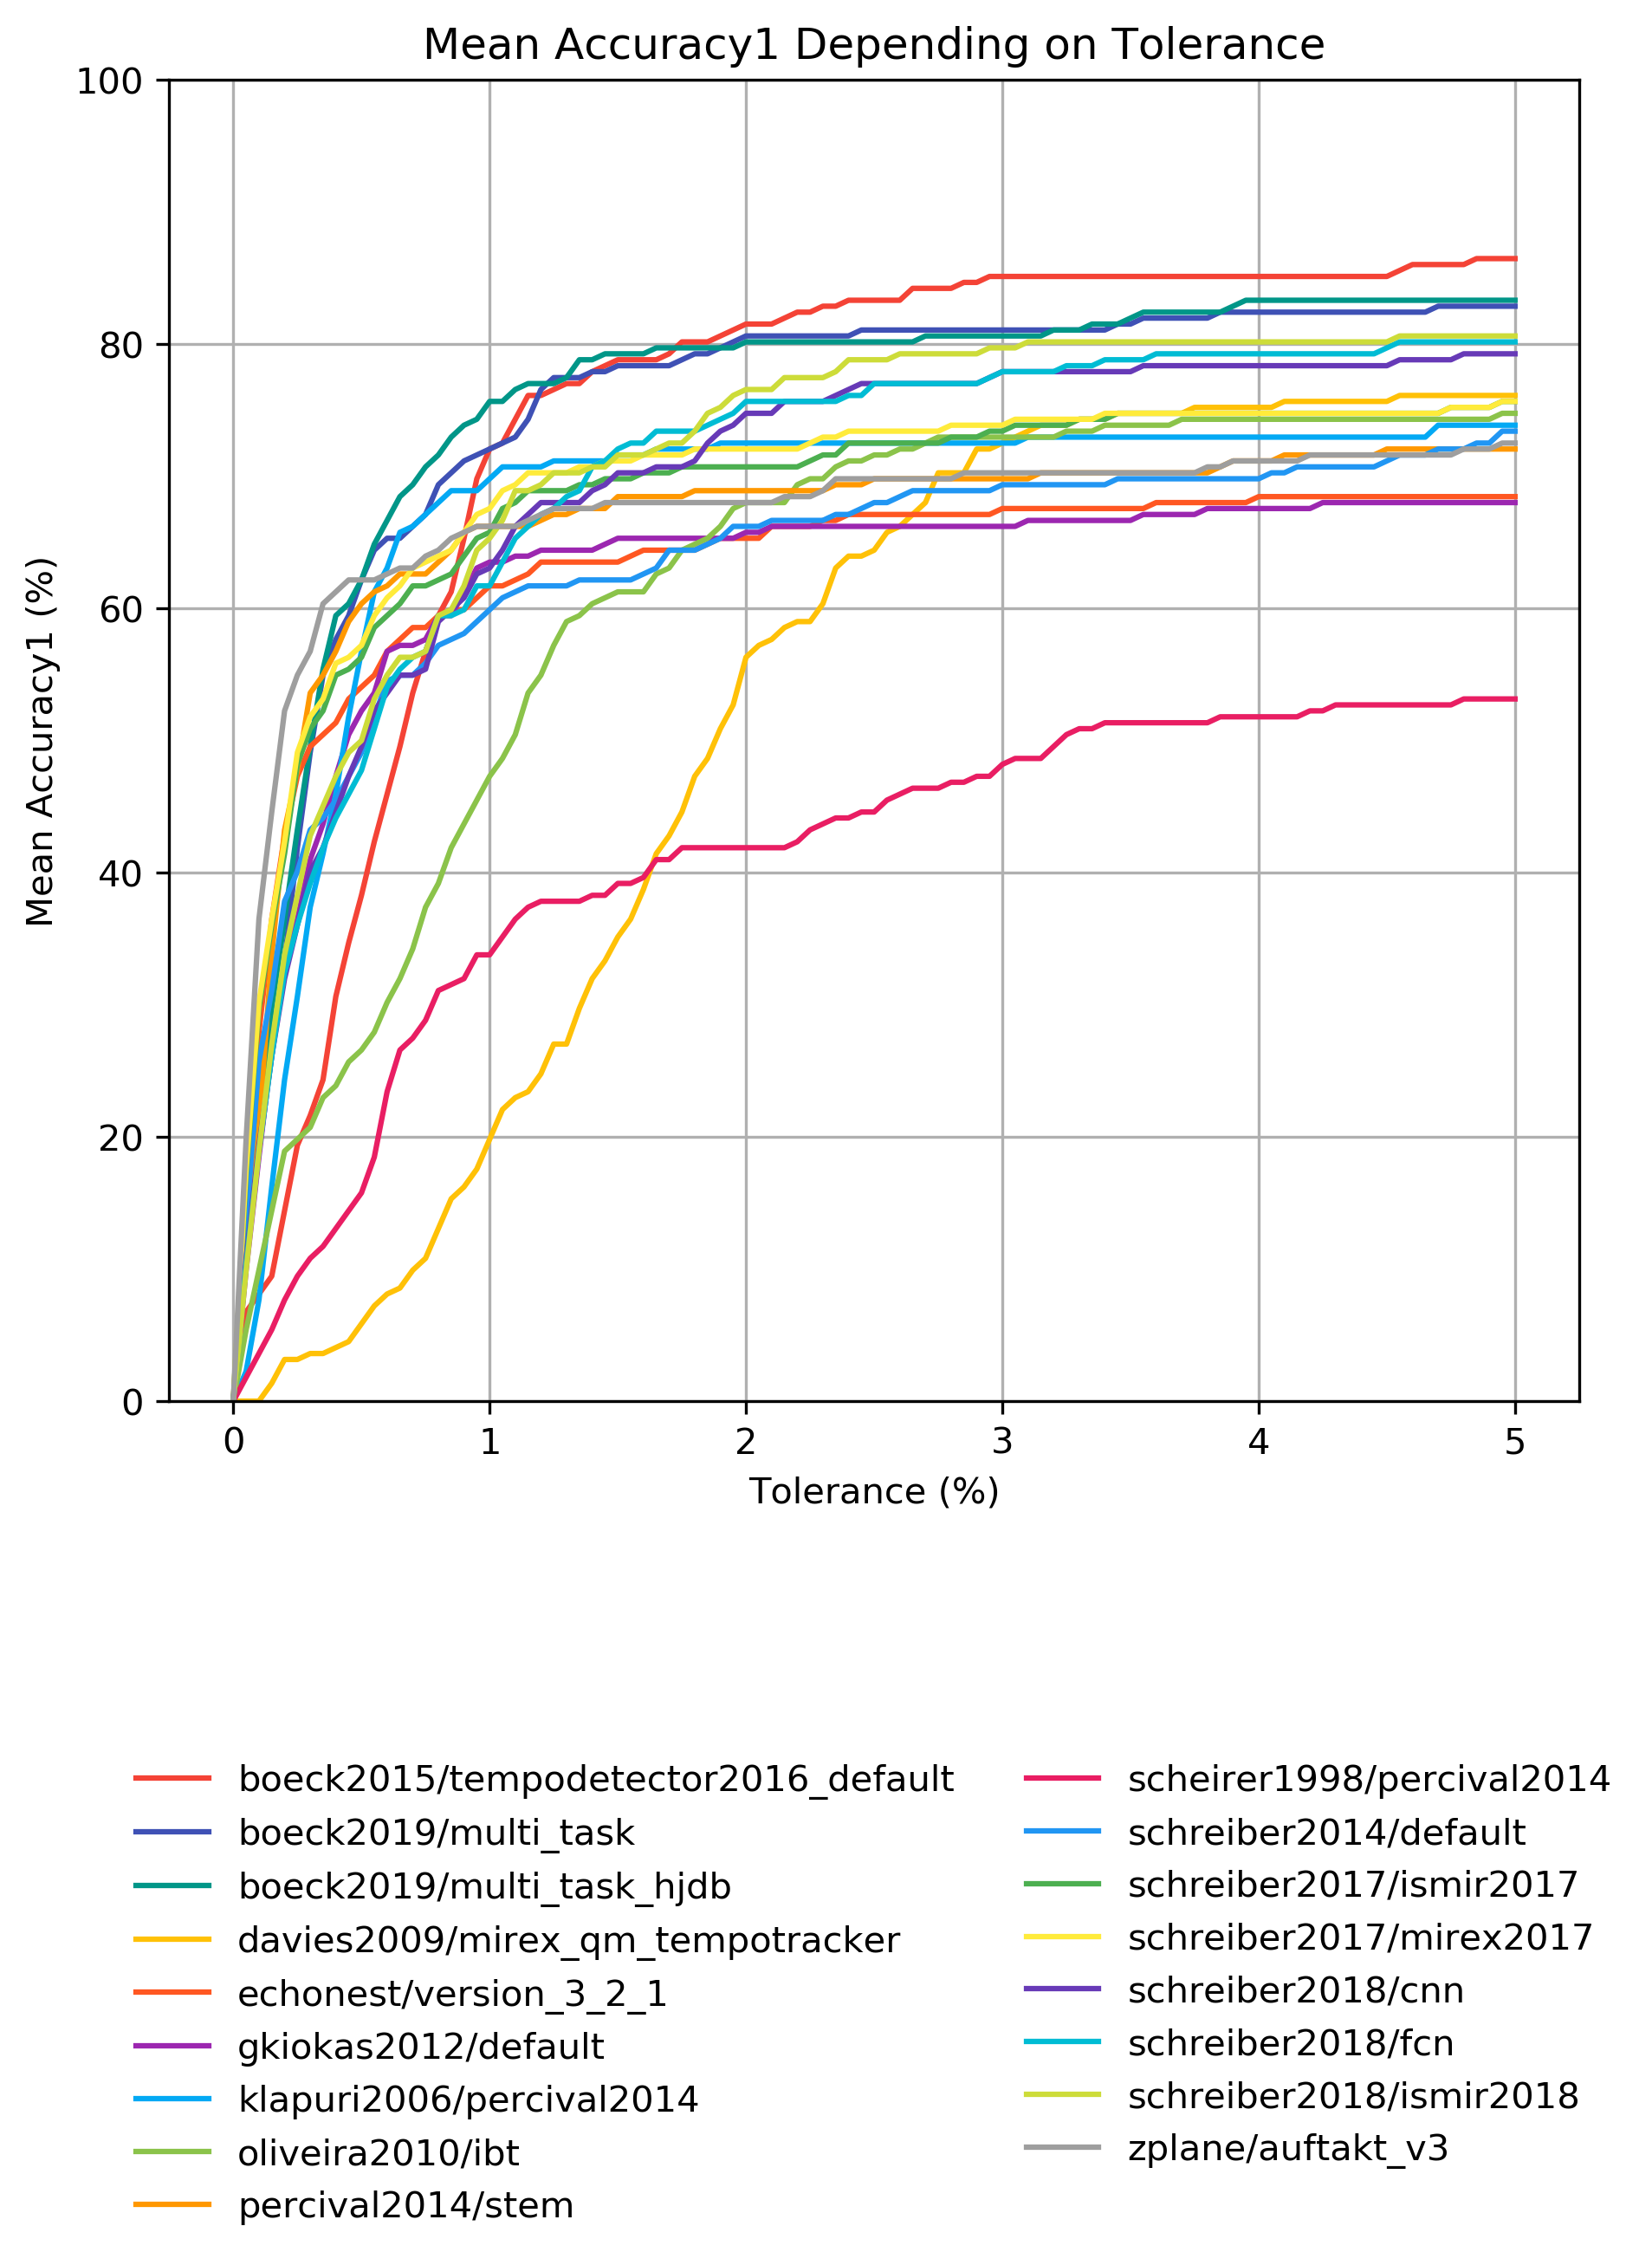 Mean Accuracy1 Depending on Tolerance
100
80
60
40
20
0
Mean Accuracy1 (%)
0 1 2 3 4 5
Tolerance (%)
boeck2015/tempodetector2016_default
boeck2019/multi_task
boeck2019/multi_task_hjdb
davies2009/mirex_qm_tempotracker
echonest/version_3_2_1
gkiokas2012/default
klapuri2006/percival2014
oliveira2010/ibt
percival2014/stem
scheirer1998/percival2014
schreiber2014/default
schreiber2017/ismir2017
schreiber2017/mirex2017
schreiber2018/cnn
schreiber2018/fcn
schreiber2018/ismir2018
zplane/auftakt_v3